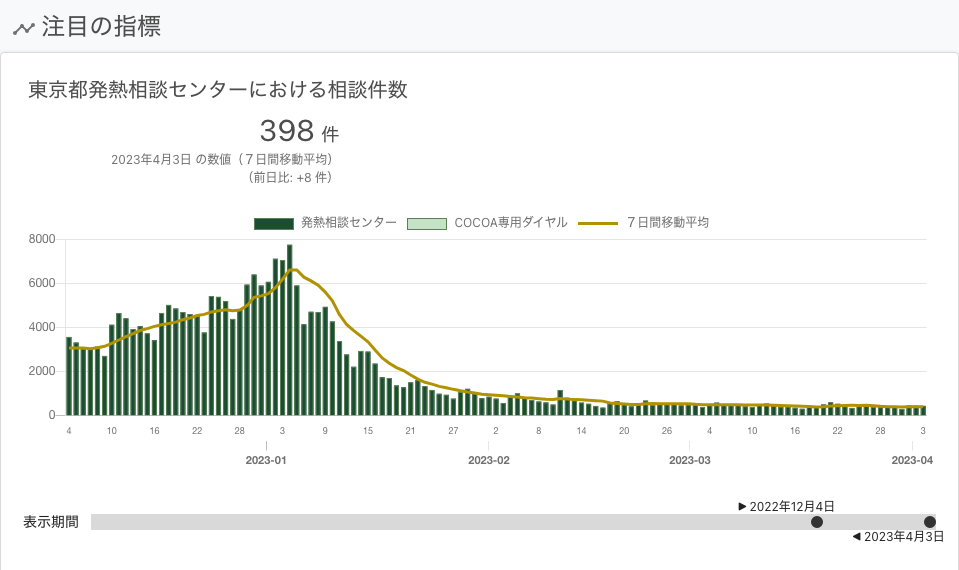 注目の指標
東京都発熱相談センターにおける相談件数
398 件
2023年4月3日 の数値（７日間移動平均）
（前日比: +8 件）
発熱相談センター COCOA専用ダイヤル ７日間移動平均
8000
6000
4000
2000
0
4 10 16 22 28 3 9 15 21 27 2 8 14 20 26 4 10 16 22 28 3
2023-01 2023-02 2023-03 2023-04
▶ 2022年12月4日
表示期間
◀ 2023年4月3日